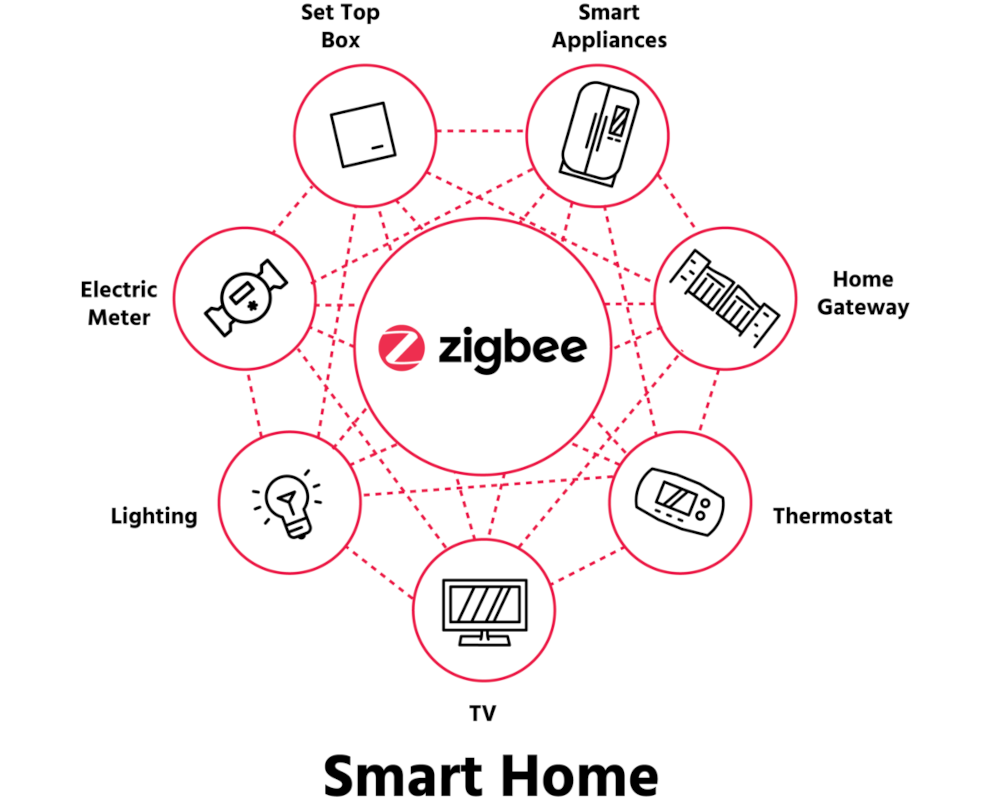 Set Top
Box
Smart
Appliances
Electric
Meter
Home
Gateway
zigbee
Lighting
Thermostat
TV
Smart Home